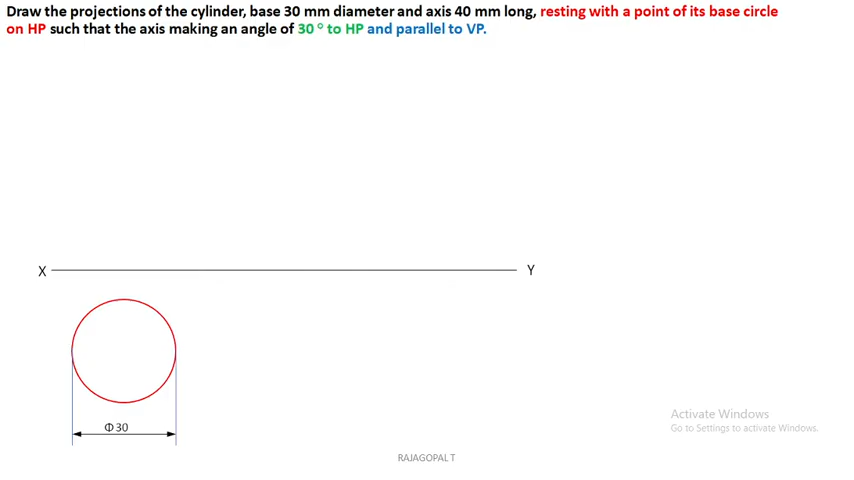 Draw the projections of the cylinder, base 30 mm diameter and axis 40 mm long, resting with a point of its base circle
on HP such that the axis making an angle of 30 ° to HP and parallel to VP.
X
Y
Φ 30
Activate Windows
Go to Settings to activate Windows.
RAJAGOPAL T